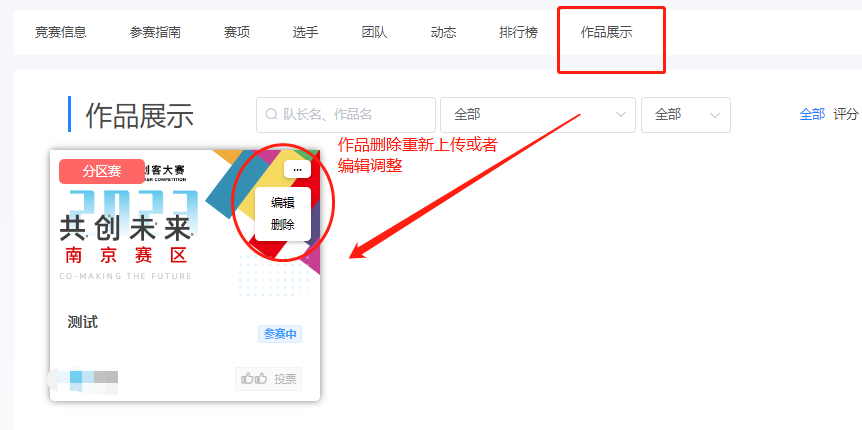 竞赛信息 参赛指南 赛项 选手 团队 动态 排行榜 作品展示
作品展示 队长名、作品名 全部 全部 全部 评分
作品删除重新上传或者
编辑调整
分区赛 创客大赛
...
2023
编辑
共创未来
删除
南京赛区
CO-MAKING THE FUTURE
测试
参赛中
投票